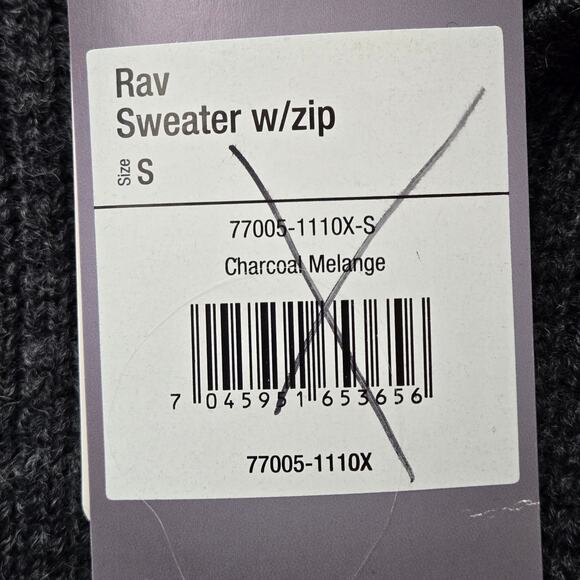 Rav
Sweater w/zip
Size S
77005-1110X-S
Charcoal Melange
7 045951 653656
77005-1110X